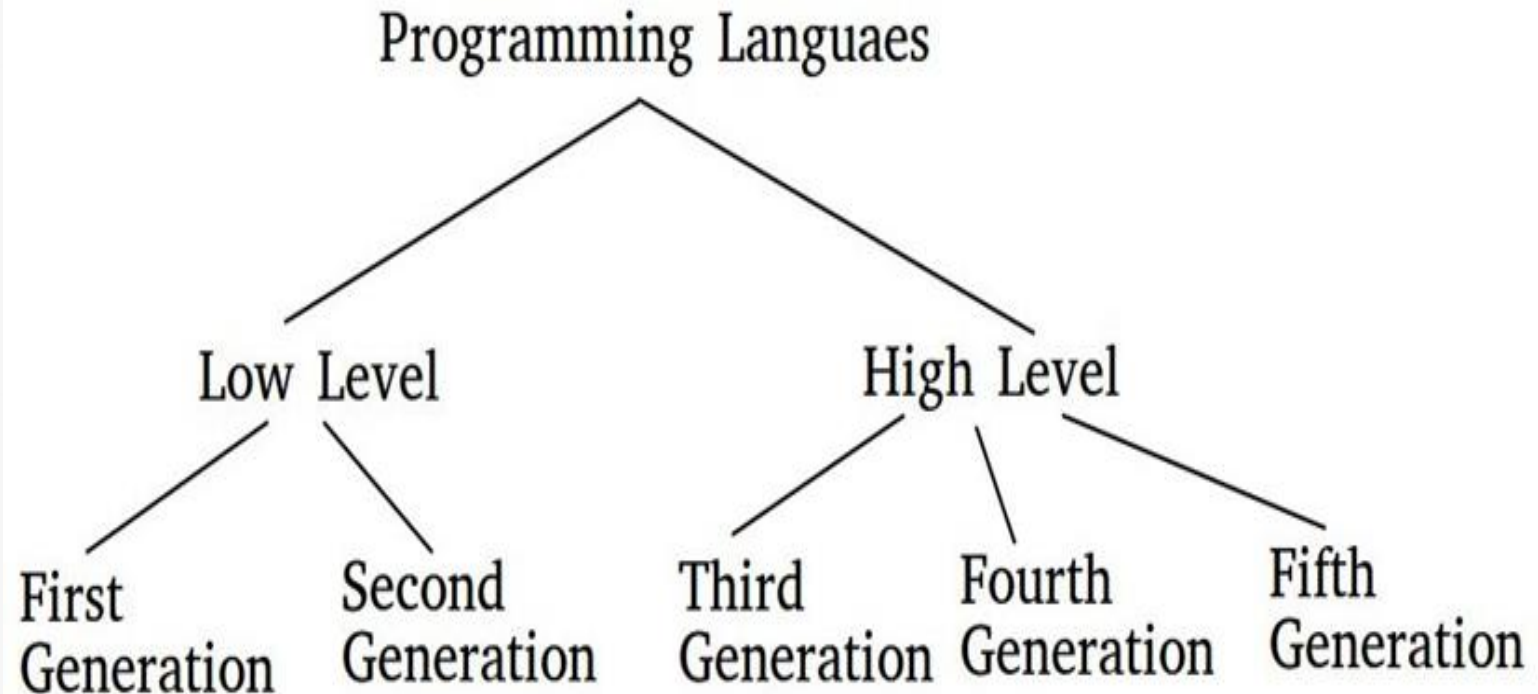 Programming Languaes
Low Level
High Level
First
Generation
Second
Generation
Third
Generation
Fourth
Generation
Fifth
Generation